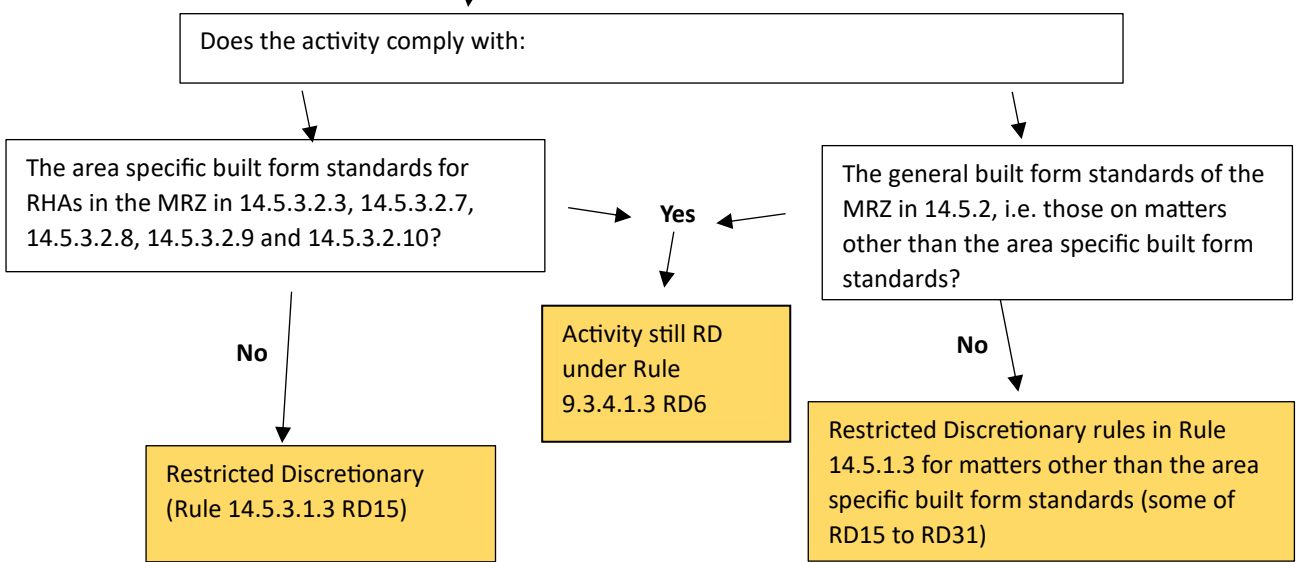 Does the activity comply with:
The area specific built form standards for
RHAs in the MRZ in 14.5.3.2.3, 14.5.3.2.7,
14.5.3.2.8, 14.5.3.2.9 and 14.5.3.2.10?
Yes
The general built form standards of the
MRZ in 14.5.2, i.e. those on matters
other than the area specific built form
standards?
No
Activity still RD
under Rule
9.3.4.1.3 RD6
No
Restricted Discretionary
(Rule 14.5.3.1.3 RD15)
Restricted Discretionary rules in Rule
14.5.1.3 for matters other than the area
specific built form standards (some of
RD15 to RD31)